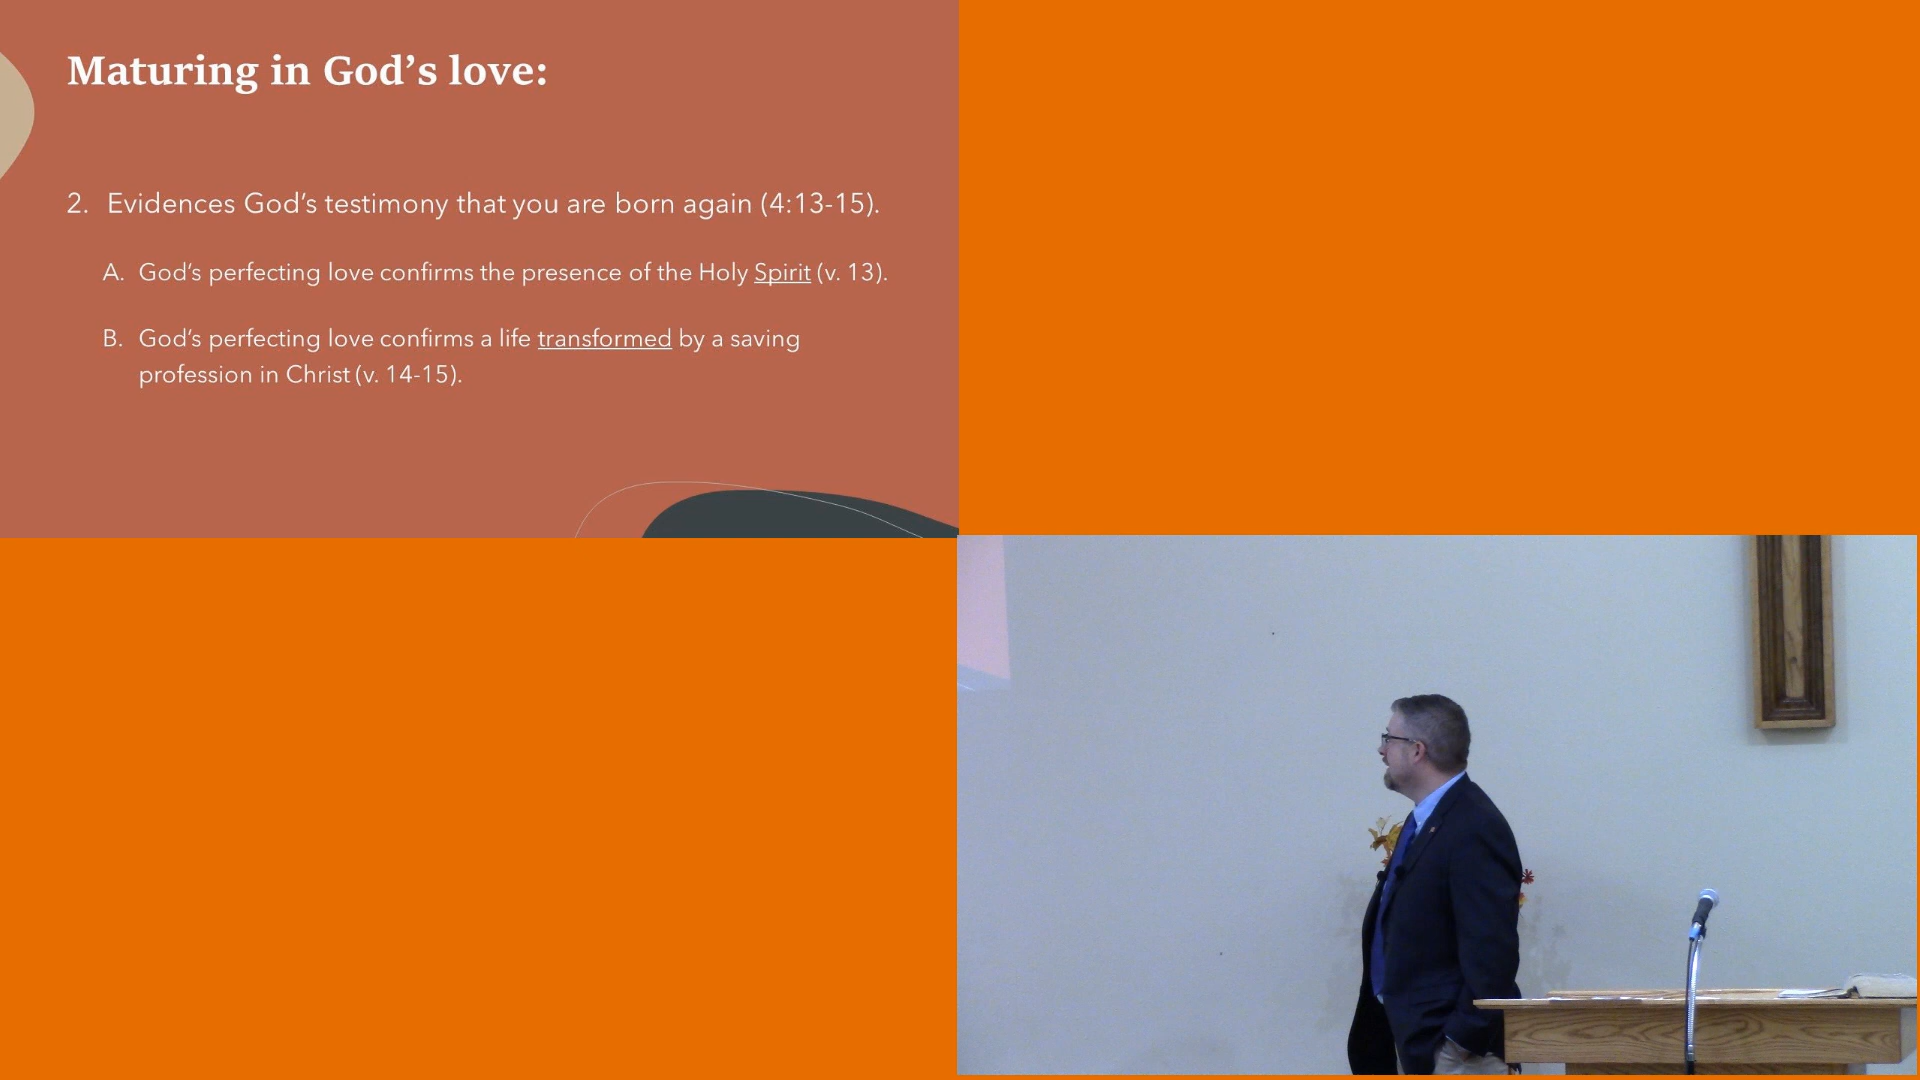 Maturing in God’s love:
2. Evidences God’s testimony that you are born again (4:13-15).
A. God’s perfecting love confirms the presence of the Holy Spirit (v. 13).
B. God’s perfecting love confirms a life transformed by a saving
profession in Christ (v. 14-15).